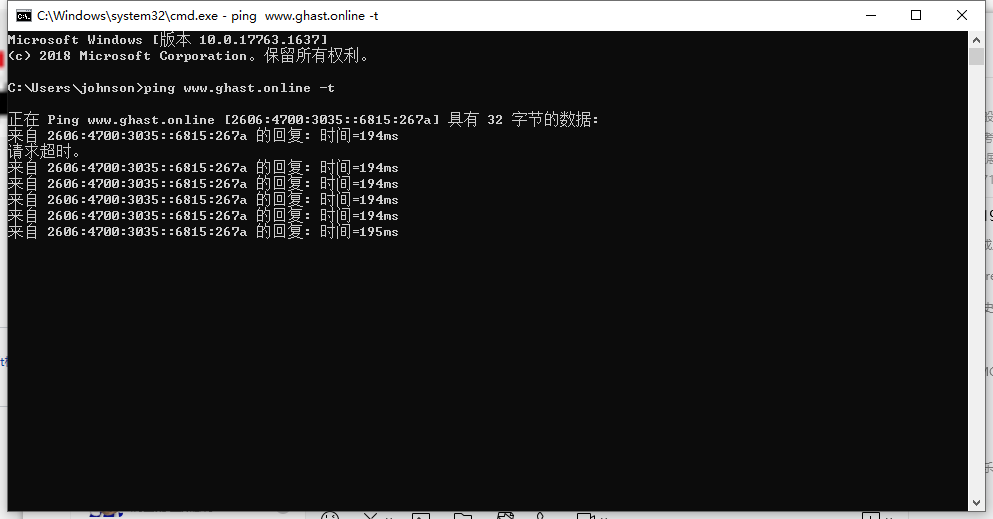 C:\Windows\system32\cmd.exe - ping  www.ghast.online -t
Microsoft Windows [版本 10.0.17763.1637]
(c) 2018 Microsoft Corporation。保留所有权利。
C:\Users\johnson>ping www.ghast.online -t
正在 Ping www.ghast.online [2606:4700:3035::6815:267a] 具有 32 字节的数据:
来自 2606:4700:3035::6815:267a 的回复: 时间=194ms
请求超时。
来自 2606:4700:3035::6815:267a 的回复: 时间=194ms
来自 2606:4700:3035::6815:267a 的回复: 时间=194ms
来自 2606:4700:3035::6815:267a 的回复: 时间=194ms
来自 2606:4700:3035::6815:267a 的回复: 时间=194ms
来自 2606:4700:3035::6815:267a 的回复: 时间=195ms